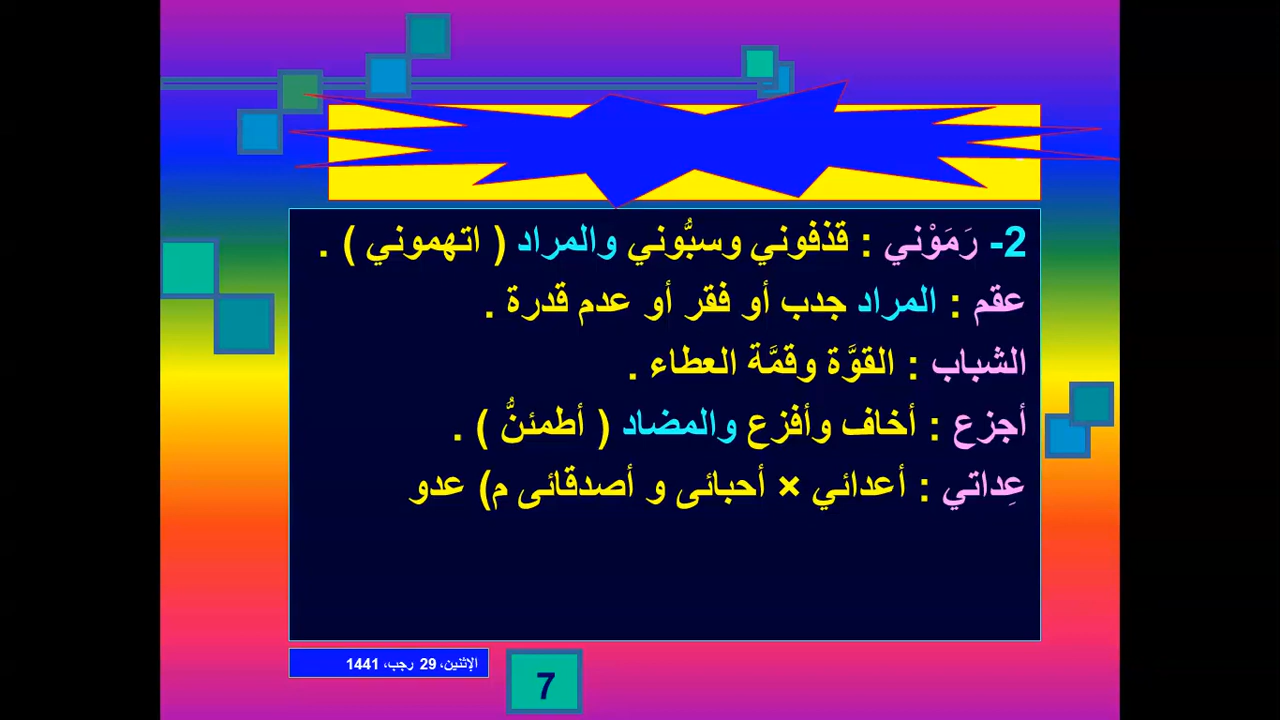 2- رَمَوْني : قذفوني وسبُّوني والمراد ( اتهموني ) .
عقم : المراد جدب أو فقر أو عدم قدرة .
الشباب : القوَّة وقمَّة العطاء .
أجزع : أخاف وأفزع والمضاد ( أطمئنُّ ) .
عِداتي : أعدائي × أحبائى و أصدقائى م) عدو
الإثنين، 29 رجب، 1441
7